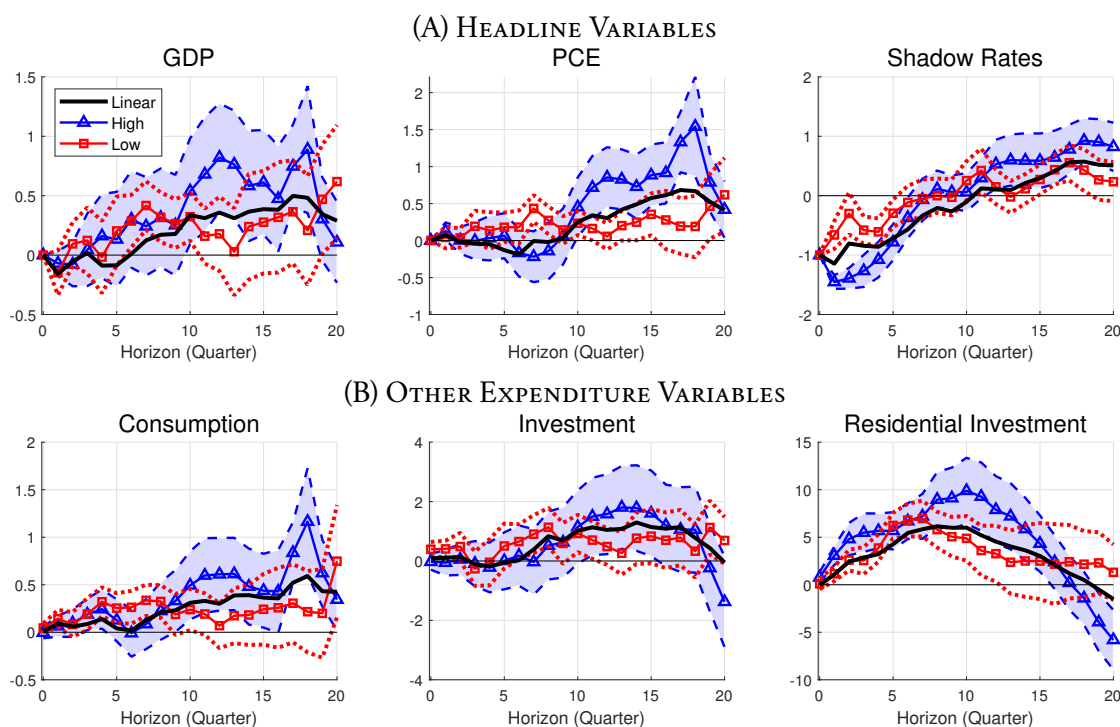 (A) Headline Variables
GDP
PCE
Shadow Rates
Linear
High
Low
1.5
1
0.5
0
-0.5
2
1.5
1
0.5
0
-0.5
-1
2
1
0
-1
-2
0 5 10 15 20
0 5 10 15 20
0 5 10 15 20
Horizon (Quarter)
Horizon (Quarter)
Horizon (Quarter)
(B) Other Expenditure Variables
Consumption
Investment
Residential Investment
2
1.5
1
0.5
0
-0.5
4
2
0
-2
-4
15
10
5
0
-5
-10
0 5 10 15 20
0 5 10 15 20
0 5 10 15 20
Horizon (Quarter)
Horizon (Quarter)
Horizon (Quarter)